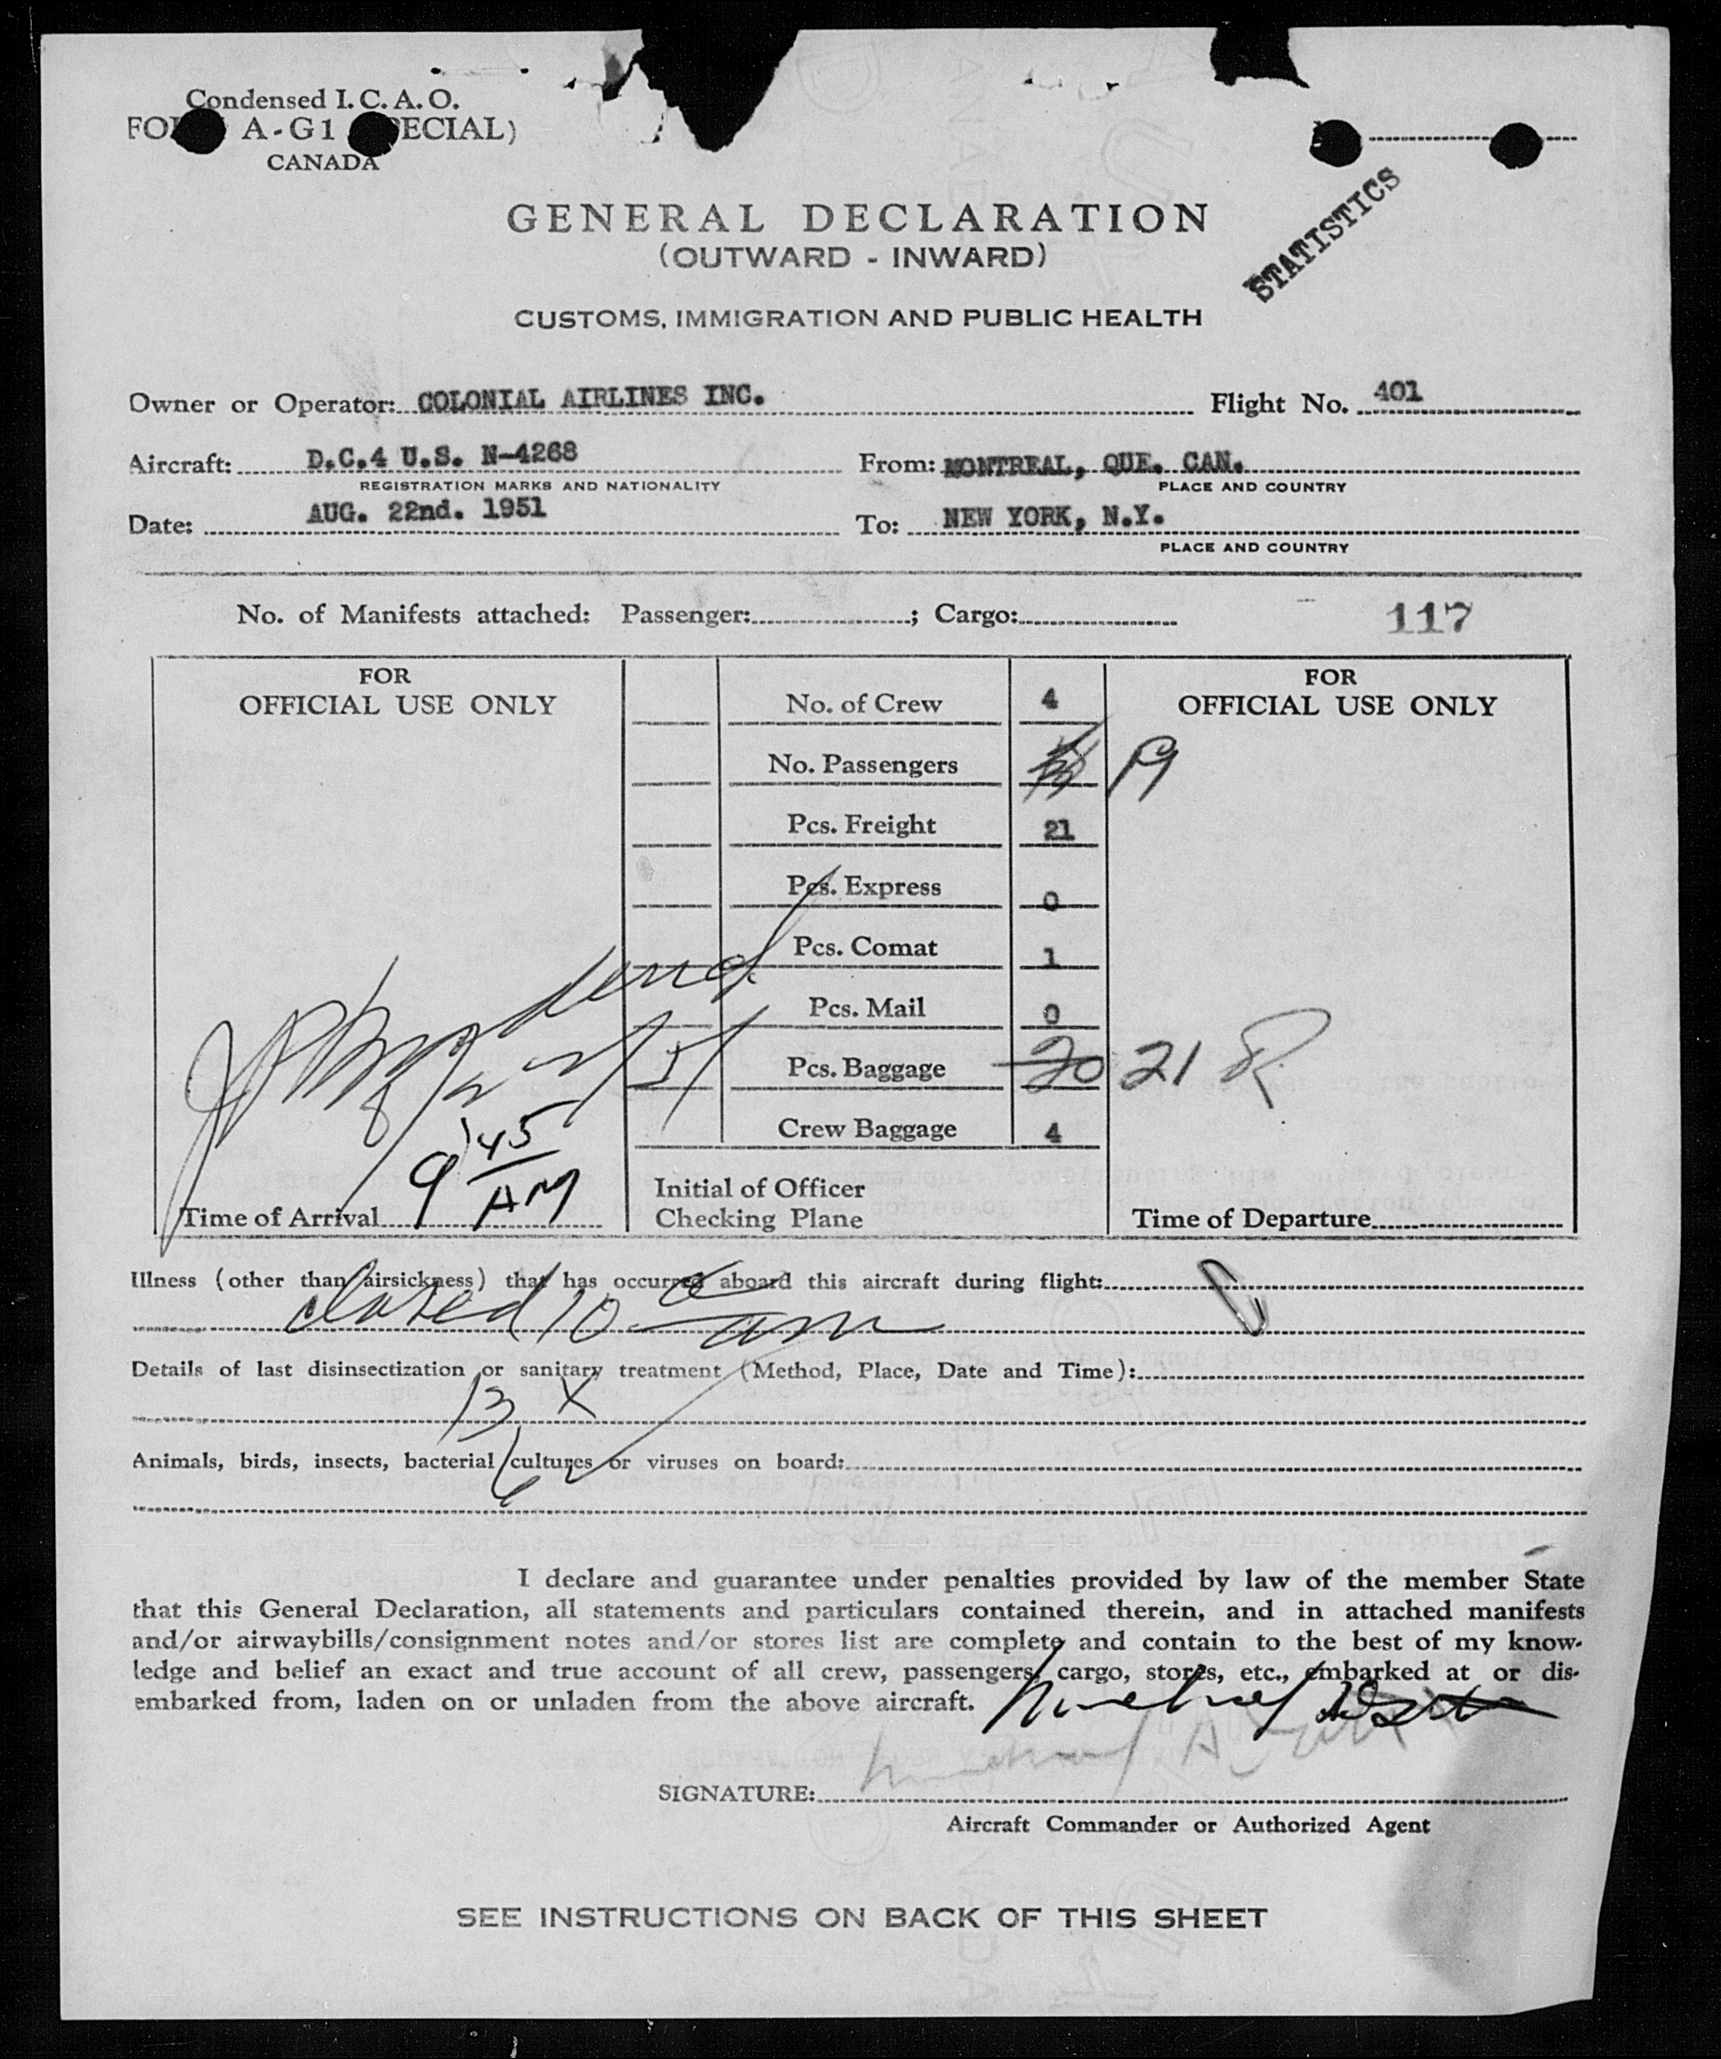 Condensed I. C. A. O.
A-G1
CANADA
STATISTICS
GENERAL DECLARATION
(OUTWARD - INWARD)
CUSTOMS, IMMIGRATION AND PUBLIC HEALTH
Owner or Operator: COLONIAL AIRLINES INC. Flight No. 401
Aircraft: D.C.4 U.S. N-4268 From: MONTREAL, QUE. CAN.
REGISTRATION MARKS AND NATIONALITY PLACE AND COUNTRY
Date: AUG. 22nd. 1951 To: NEW YORK, N.Y.
PLACE AND COUNTRY
No. of Manifests attached: Passenger: ; Cargo: 117
FOR
OFFICIAL USE ONLY
No. of Crew 4
No. Passengers 19
Pcs. Freight 21
Pcs. Express 0
Pcs. Comat 1
Pcs. Mail 0
Pcs. Baggage 20 21
Crew Baggage 4
Initial of Officer
Checking Plane
9 45
AM
Time of Arrival
FOR
OFFICIAL USE ONLY
Time of Departure
Illness (other than airsickness) that has occurred aboard this aircraft during flight:
closed 10 am
Details of last disinsectization or sanitary treatment (Method, Place, Date and Time):
13 X
Animals, birds, insects, bacterial cultures or viruses on board:
I declare and guarantee under penalties provided by law of the member State
that this General Declaration, all statements and particulars contained therein, and in attached manifests
and/or airwaybills/consignment notes and/or stores list are complete and contain to the best of my know-
ledge and belief an exact and true account of all crew, passengers, cargo, stores, etc., embarked at or dis-
embarked from, laden on or unladen from the above aircraft.
SIGNATURE:
Aircraft Commander or Authorized Agent
SEE INSTRUCTIONS ON BACK OF THIS SHEET